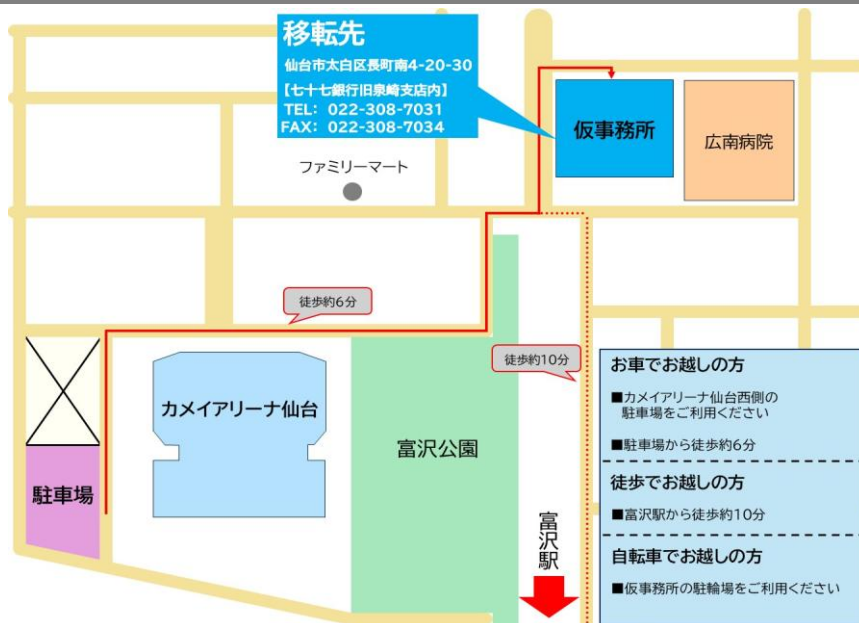 移転先
仙台市太白区長町南4-20-30
【七十七銀行旧泉崎支店内】
TEL: 022-308-7031
FAX: 022-308-7034
仮事務所
広南病院
ファミリーマート
徒歩約6分
徒歩約10分
カメイアリーナ仙台
富沢公園
駐車場
富沢駅
お車でお越しの方
■カメイアリーナ仙台西側の
駐車場をご利用ください
■駐車場から徒歩約6分
徒歩でお越しの方
■富沢駅から徒歩約10分
自転車でお越しの方
■仮事務所の駐輪場をご利用ください